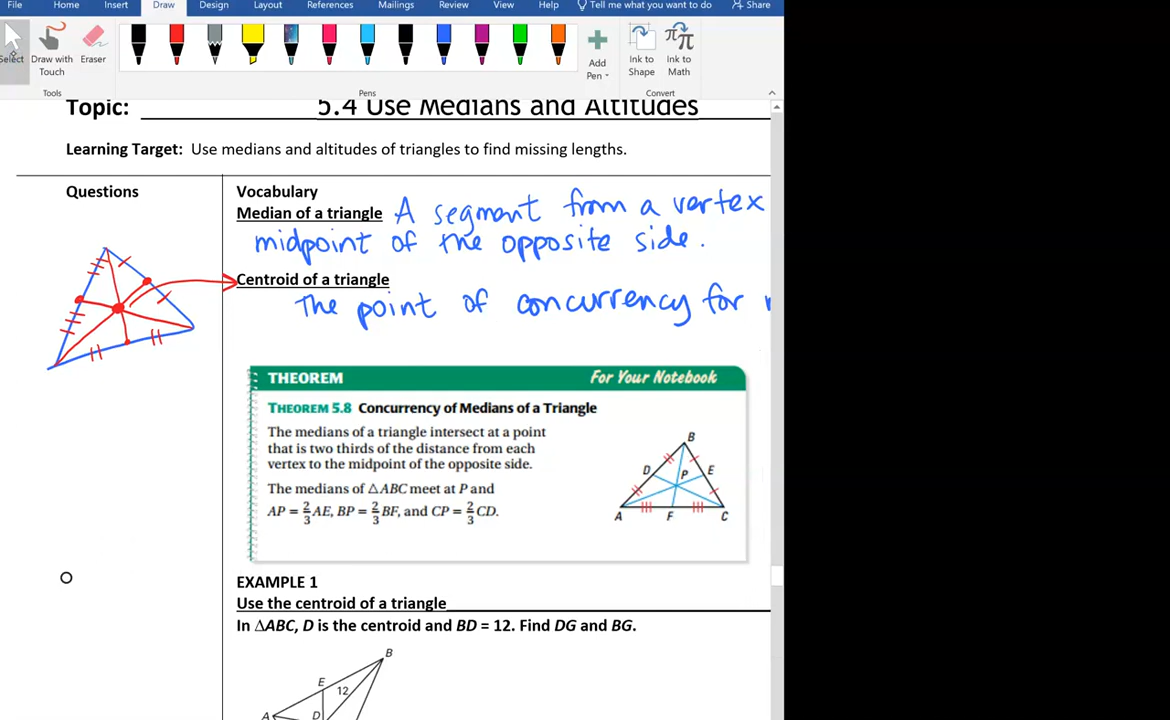 File Home Insert Draw Design Layout References Mailings Review View Help Tell me what you want to do Share
Select Draw with Touch Eraser Add Pen Ink to Shape Ink to Math
Tools Pens Convert
Topic: 5.4 Use Medians and Altitudes
Learning Target: Use medians and altitudes of triangles to find missing lengths.
Questions
Vocabulary
Median of a triangle A segment from a vertex
midpoint of the opposite side.
Centroid of a triangle
The point of concurrency for
THEOREM For Your Notebook
THEOREM 5.8 Concurrency of Medians of a Triangle
The medians of a triangle intersect at a point
that is two thirds of the distance from each
vertex to the midpoint of the opposite side.
The medians of △ABC meet at P and
AP = 2/3 AE, BP = 2/3 BF, and CP = 2/3 CD.
B
D P E
A F C
EXAMPLE 1
Use the centroid of a triangle
In ΔABC, D is the centroid and BD = 12. Find DG and BG.
B
E
12
A D